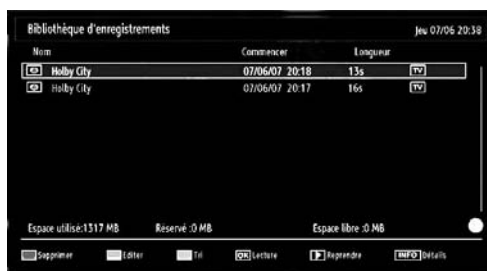 Bibliothèque d'enregistrements Jeu 07/06 20:38
Nom Commencer Longueur
Holby City 07/06/07 20:18 13s TV
Holby City 07/06/07 20:17 16s TV
Espace utilisé:1317 MB Réservé :0 MB Espace libre :0 MB
Supprimer Editer Tri OK Lecture Reprendre INFO Détails